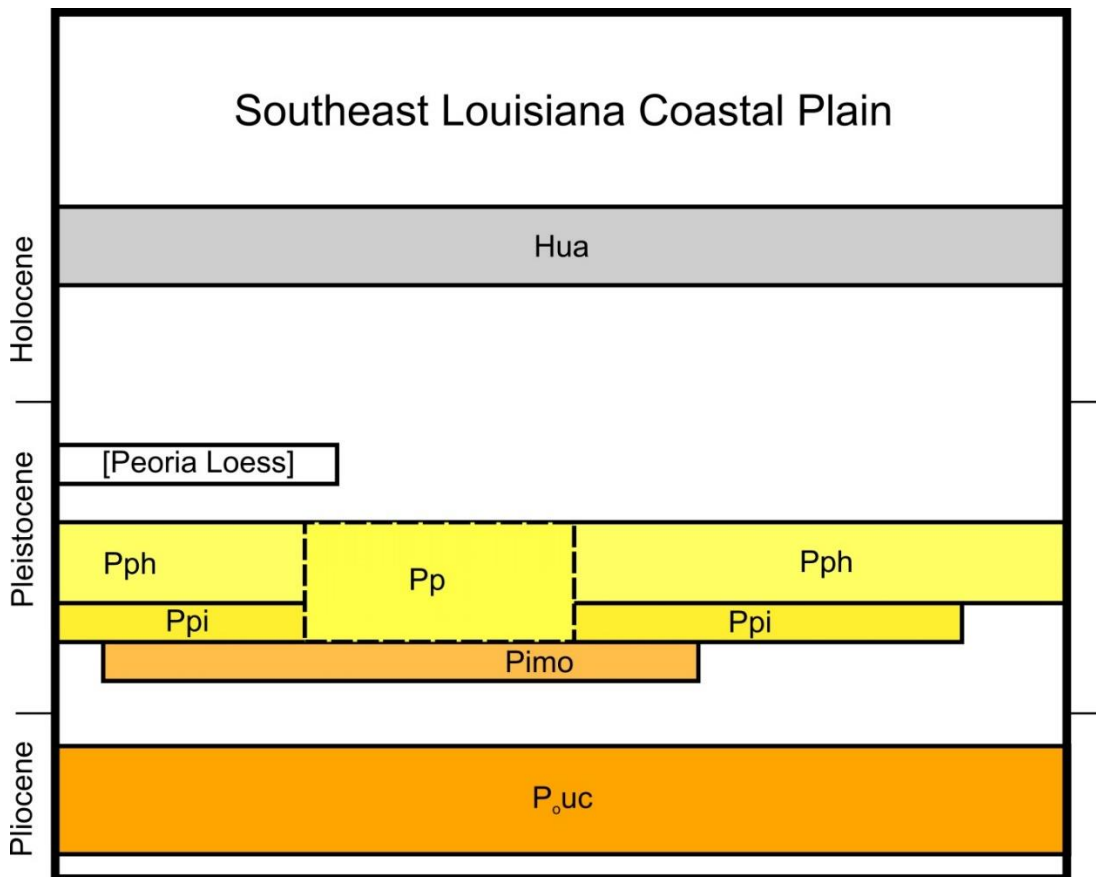 Southeast Louisiana Coastal Plain
Holocene
Hua
Pleistocene
[Peoria Loess]
Pph
Pp
Pph
Ppi
Ppi
Pimo
Pliocene
Pₒuc